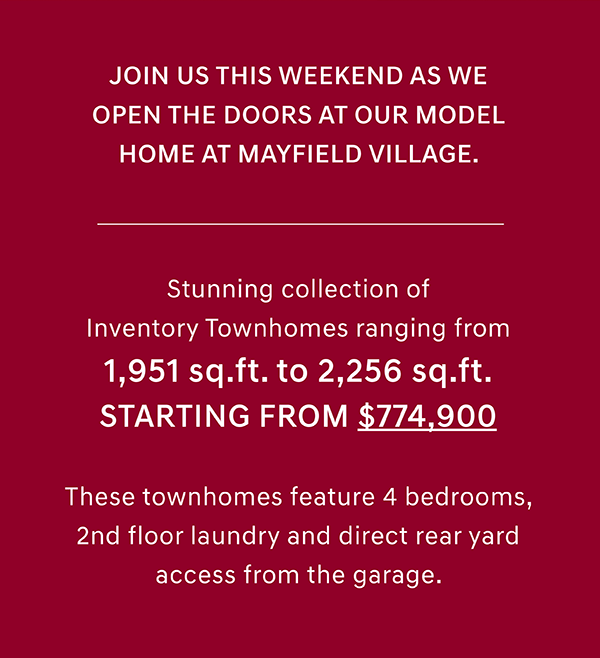 JOIN US THIS WEEKEND AS WE
OPEN THE DOORS AT OUR MODEL
HOME AT MAYFIELD VILLAGE.
Stunning collection of
Inventory Townhomes ranging from
1,951 sq.ft. to 2,256 sq.ft.
STARTING FROM $774,900
These townhomes feature 4 bedrooms,
2nd floor laundry and direct rear yard
access from the garage.